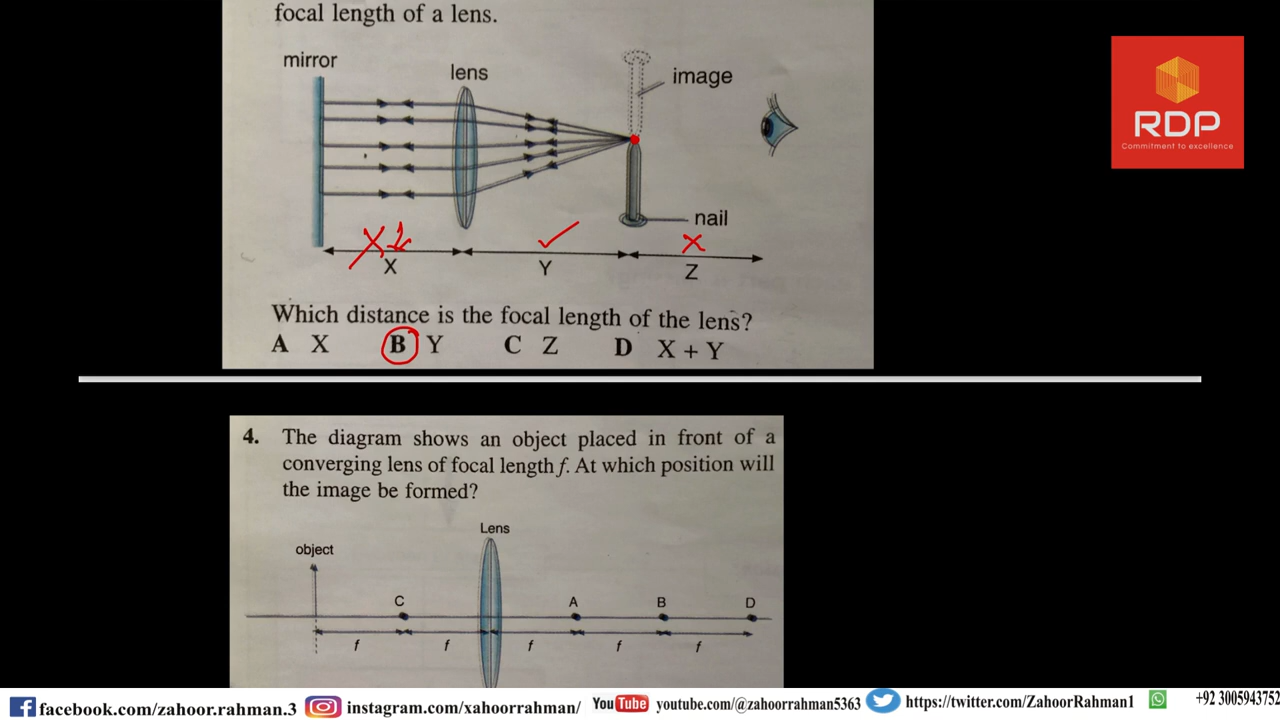 focal length of a lens.
mirror
lens
image
nail
X
Y
Z
Which distance is the focal length of the lens?
A X B Y C Z D X + Y
RDP
Commitment to excellence
4. The diagram shows an object placed in front of a
converging lens of focal length f. At which position will
the image be formed?
Lens
object
C A B D
f f f f f
facebook.com/zahoor.rahman.3 instagram.com/xahoorrahman/ YouTube youtube.com/@zahoorrahman5363 https://twitter.com/ZahoorRahman1 +92 3005943752